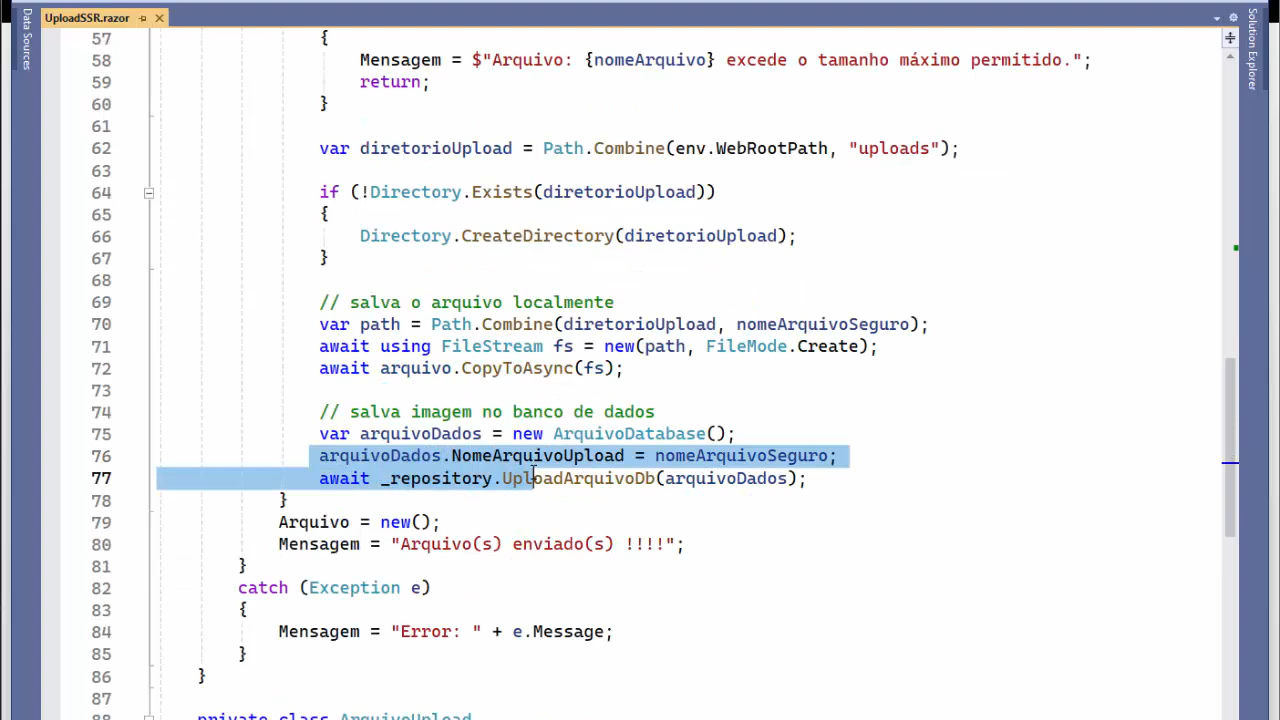 UploadSSR.razor
Data Sources
Solution Explorer
57 {
58 Mensagem = $"Arquivo: {nomeArquivo} excede o tamanho máximo permitido.";
59 return;
60 }
61
62 var diretorioUpload = Path.Combine(env.WebRootPath, "uploads");
63
64 if (!Directory.Exists(diretorioUpload))
65 {
66 Directory.CreateDirectory(diretorioUpload);
67 }
68
69 // salva o arquivo localmente
70 var path = Path.Combine(diretorioUpload, nomeArquivoSeguro);
71 await using FileStream fs = new(path, FileMode.Create);
72 await arquivo.CopyToAsync(fs);
73
74 // salva imagem no banco de dados
75 var arquivoDados = new ArquivoDatabase();
76 arquivoDados.NomeArquivoUpload = nomeArquivoSeguro;
77 await _repository.UploadArquivoDb(arquivoDados);
78 }
79 Arquivo = new();
80 Mensagem = "Arquivo(s) enviado(s) !!!!";
81 }
82 catch (Exception e)
83 {
84 Mensagem = "Error: " + e.Message;
85 }
86 }
87
88 private class ArquivoUpload